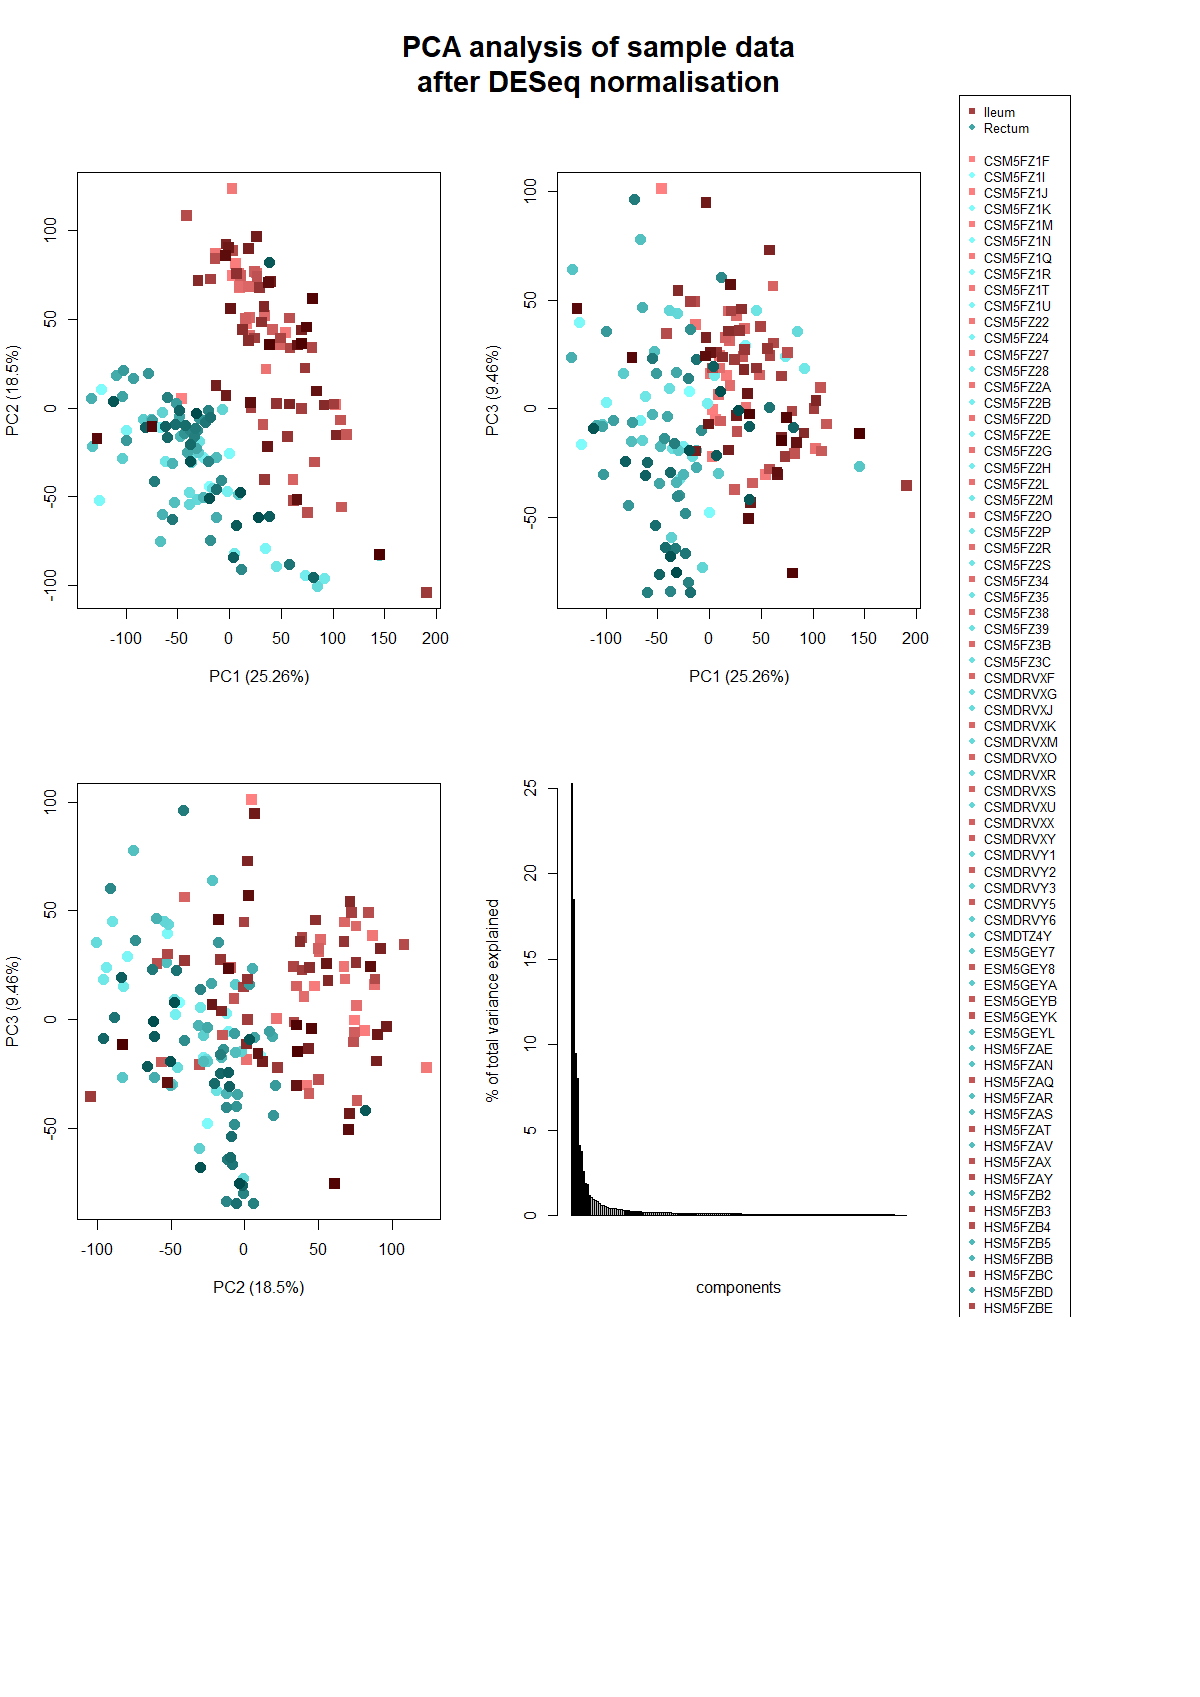 PCA analysis of sample data
after DESeq normalisation
PC2 (18.5%)
-100
-50
0
50
100
-100
-50
0
50
100
150
200
PC1 (25.26%)
PC3 (9.46%)
-50
0
50
100
-100
-50
0
50
100
150
200
PC1 (25.26%)
PC3 (9.46%)
-50
0
50
100
-100
-50
0
50
100
PC2 (18.5%)
% of total variance explained
0
5
10
15
20
25
components
Ileum
Rectum
CSM5FZ1F
CSM5FZ1I
CSM5FZ1J
CSM5FZ1K
CSM5FZ1M
CSM5FZ1N
CSM5FZ1Q
CSM5FZ1R
CSM5FZ1T
CSM5FZ1U
CSM5FZ22
CSM5FZ24
CSM5FZ27
CSM5FZ28
CSM5FZ2A
CSM5FZ2B
CSM5FZ2D
CSM5FZ2E
CSM5FZ2G
CSM5FZ2H
CSM5FZ2L
CSM5FZ2M
CSM5FZ2O
CSM5FZ2P
CSM5FZ2R
CSM5FZ2S
CSM5FZ34
CSM5FZ35
CSM5FZ38
CSM5FZ39
CSM5FZ3B
CSM5FZ3C
CSMDRVXF
CSMDRVXG
CSMDRVXJ
CSMDRVXK
CSMDRVXM
CSMDRVXO
CSMDRVXR
CSMDRVXS
CSMDRVXU
CSMDRVXX
CSMDRVXY
CSMDRVY1
CSMDRVY2
CSMDRVY3
CSMDRVY5
CSMDRVY6
CSMDTZ4Y
ESM5GEY7
ESM5GEY8
ESM5GEYA
ESM5GEYB
ESM5GEYK
ESM5GEYL
HSM5FZAE
HSM5FZAN
HSM5FZAQ
HSM5FZAR
HSM5FZAS
HSM5FZAT
HSM5FZAV
HSM5FZAX
HSM5FZAY
HSM5FZB2
HSM5FZB3
HSM5FZB4
HSM5FZB5
HSM5FZBB
HSM5FZBC
HSM5FZBD
HSM5FZBE